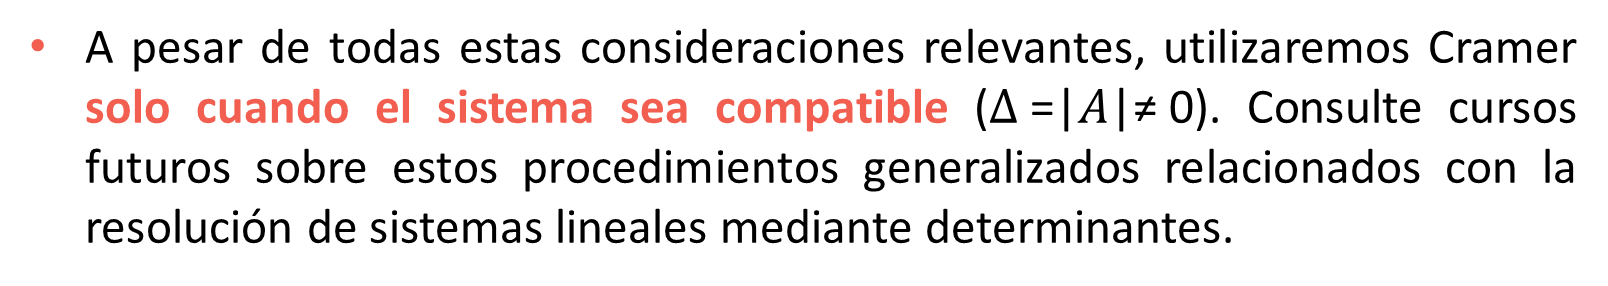 • A pesar de todas estas consideraciones relevantes, utilizaremos Cramer
solo cuando el sistema sea compatible (Δ =|A|≠ 0). Consulte cursos
futuros sobre estos procedimientos generalizados relacionados con la
resolución de sistemas lineales mediante determinantes.